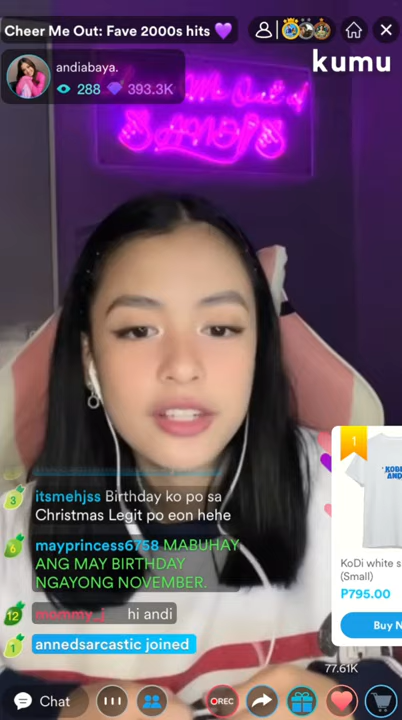 Cheer Me Out: Fave 2000s hits 💜
andiabaya.
288 393.3K
kumu
3 itsmehjss Birthday ko po sa
Christmas Legit po eon hehe
6 mayprincess6758 MABUHAY
ANG MAY BIRTHDAY
NGAYONG NOVEMBER.
12 mommy_j hi andi
1 annedsarcastic joined
1
KoDi white s
(Small)
₱795.00
Buy N
77.61K
Chat
REC